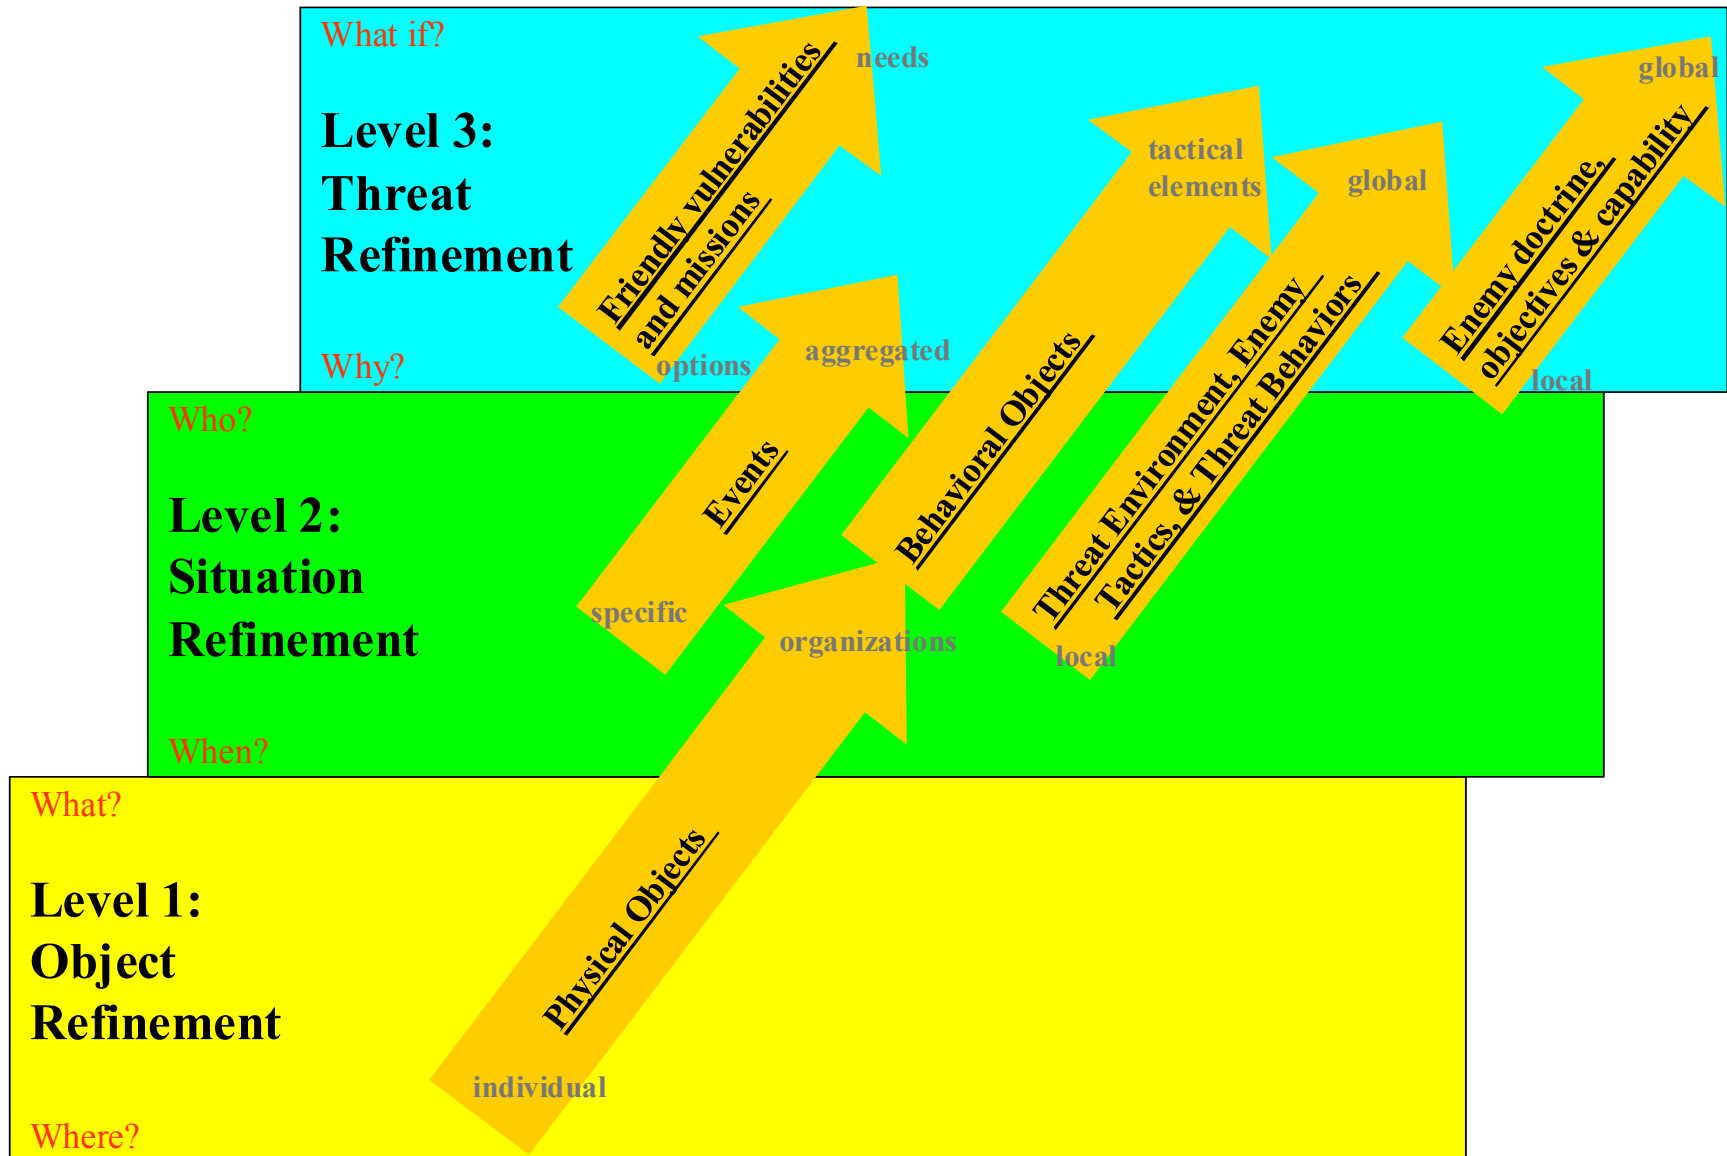 What if?
Level 3:
Threat
Refinement
Why?
needs
Friendly vulnerabilities
and missions
options
aggregated
Events
specific
tactical
elements
Behavioral Objects
global
Threat Environment, Enemy
Tactics, & Threat Behaviors
local
global
Enemy doctrine,
objectives & capability
local
Who?
Level 2:
Situation
Refinement
When?
organizations
Physical Objects
individual
What?
Level 1:
Object
Refinement
Where?